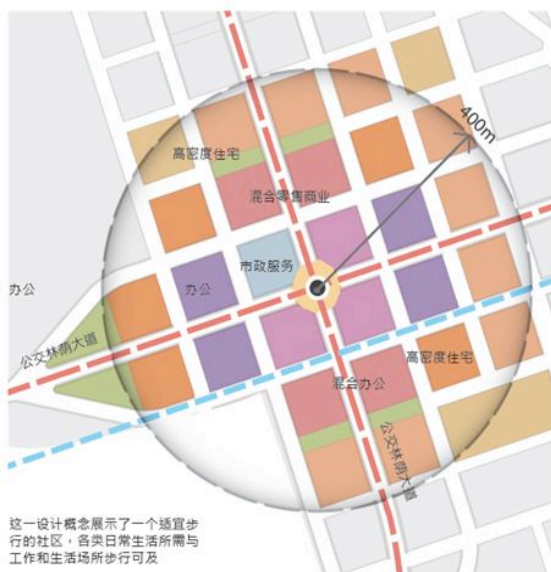 400m
高密度住宅
混合零售商业
市政服务
办公
办公
公交林荫大道
高密度住宅
混合办公
公交林荫大道
这一设计概念展示了一个适宜步
行的社区，各类日常生活所需与
工作和生活场所步行可及